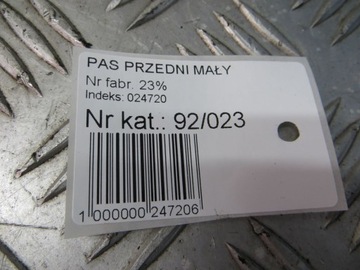 PAS PRZEDNI MAŁY
Nr fabr. 23%
Indeks: 024720
Nr kat.: 92/023
1 000000 247206